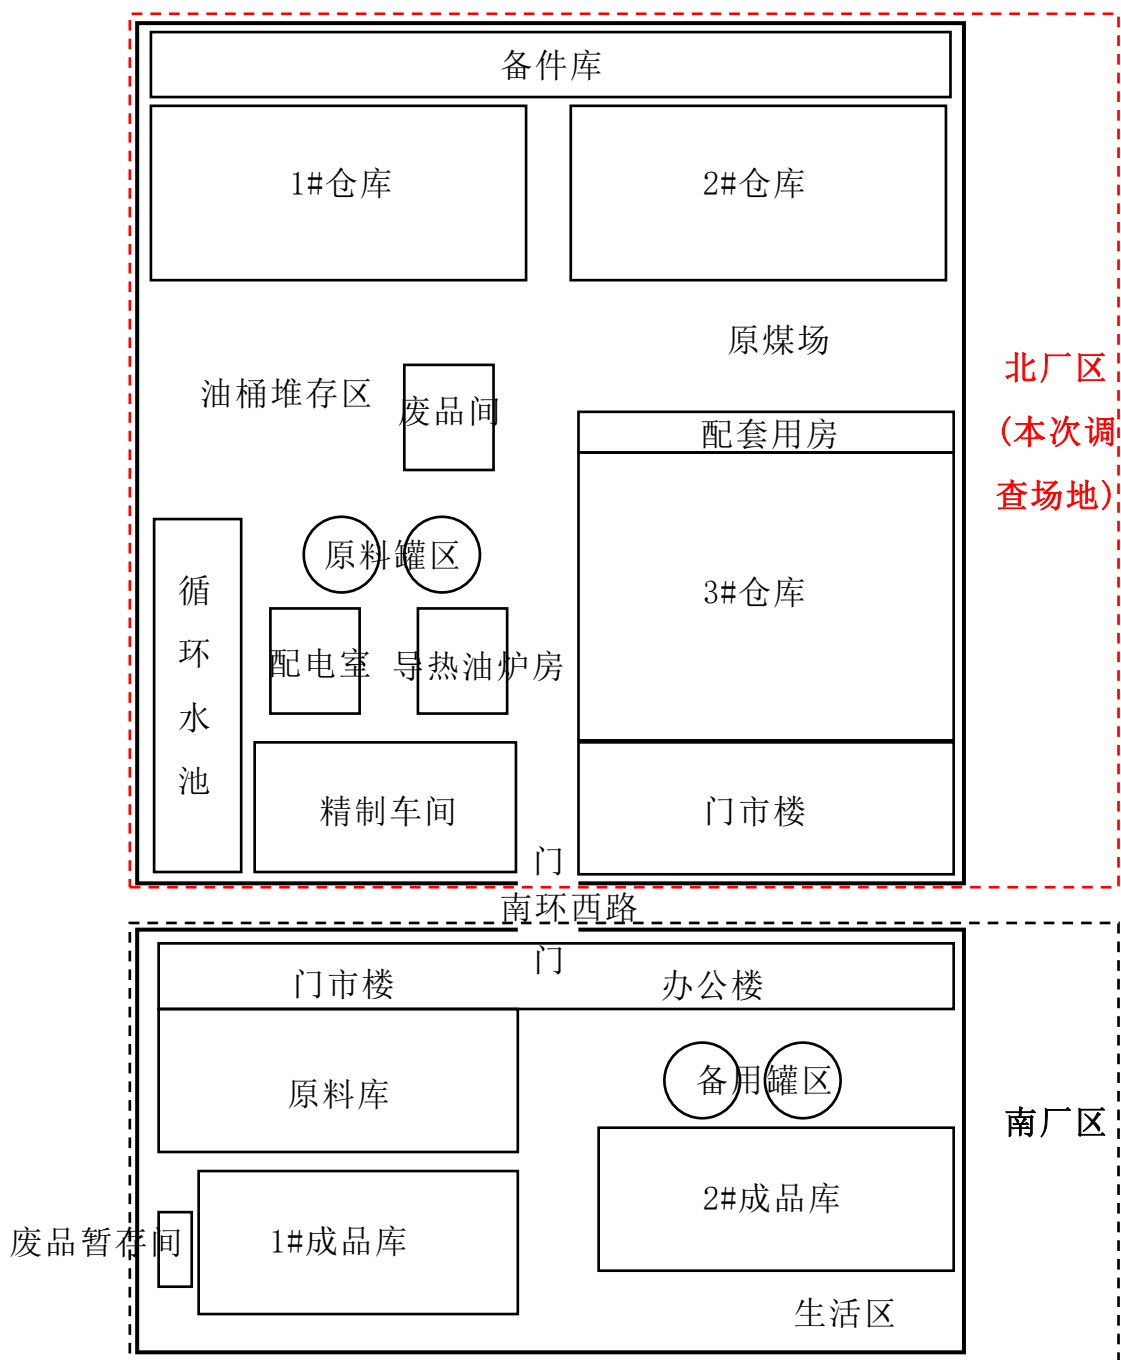 备件库
1#仓库
2#仓库
原煤场
油桶堆存区
废品间
北厂区
(本次调
查场地)
配套用房
原料罐区
循
环
水
池
3#仓库
配电室
导热油炉房
精制车间
门市楼
门
南环西路
门
门市楼
办公楼
原料库
备用罐区
南厂区
2#成品库
废品暂存间
1#成品库
生活区